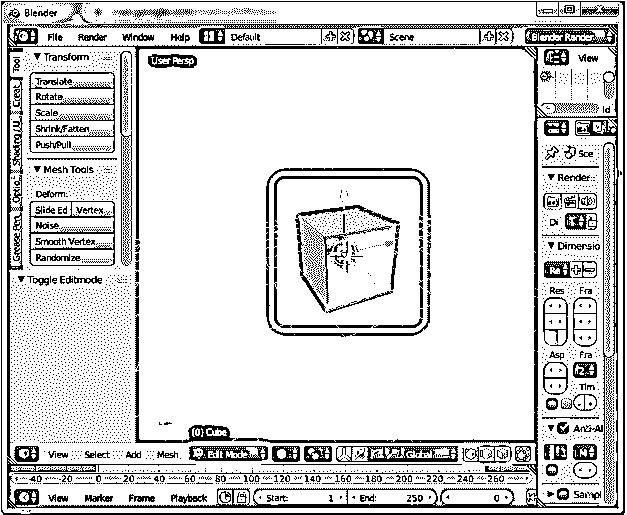 Blender
File Render Window Help Default Scene Blender Render
Tool
Transform
Translate
Rotate
Scale
Shrink/Fatten
Push/Pull
Mesh Tools
Deform:
Slide Ed Vertex
Noise
Smooth Vertex
Randomize
Toggle Editmode
Creat
Shading / U
Optio
Grease Pen
User Persp
(0) Cube
View
Sce
Render
Di
Dimensio
Re
Res Fra
Asp Fra
Tim
Anti-Al
Sampl
View Select Add Mesh Edit Mode Global
-40 -20 0 20 40 60 80 100 120 140 160 180 200 220 240 260
View Marker Frame Playback Start: 1 End: 250 0